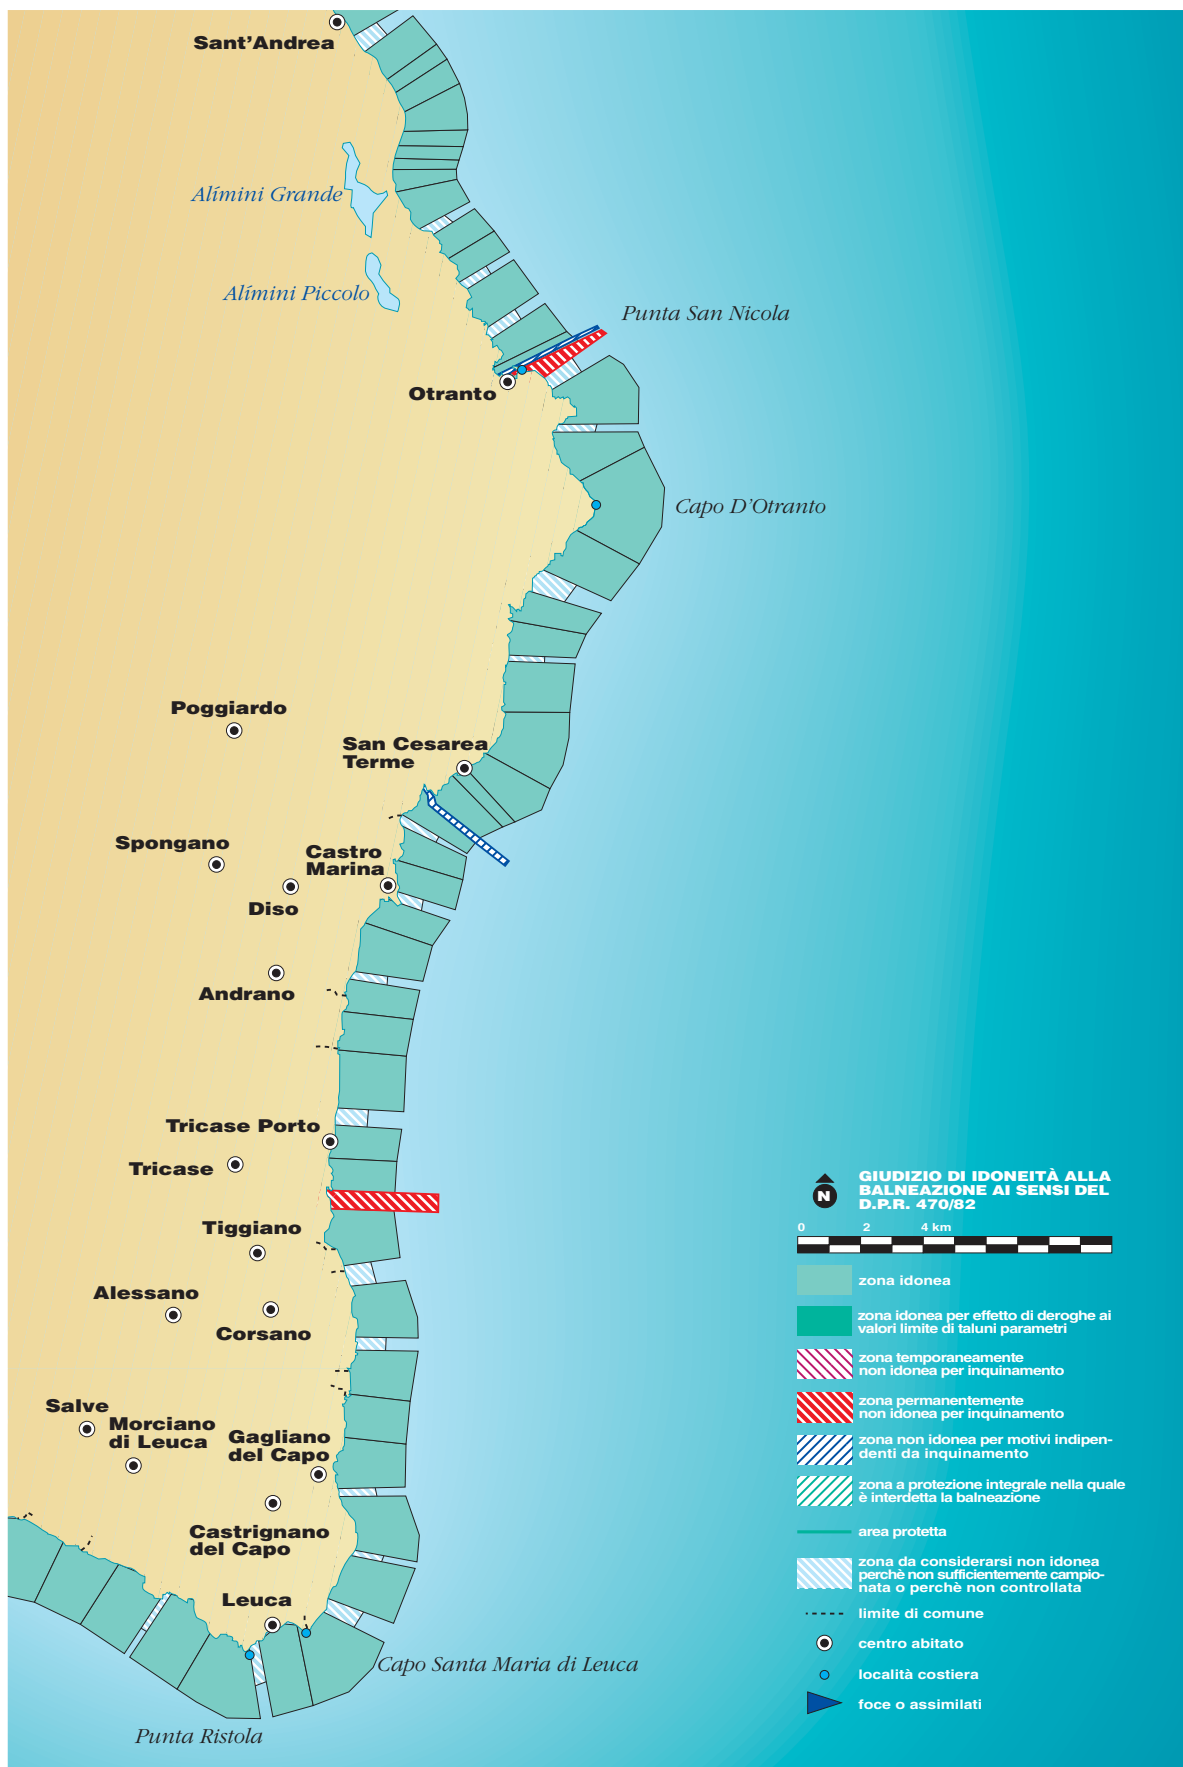 Sant'Andrea
Alímini Grande
Alímini Piccolo
Punta San Nicola
Otranto
Capo D'Otranto
Poggiardo
San Cesarea
Terme
Spongano
Castro
Marina
Diso
Andrano
Tricase Porto
Tricase
Tiggiano
Alessano
Corsano
Salve
Morciano
di Leuca
Gagliano
del Capo
Castrignano
del Capo
Leuca
Capo Santa Maria di Leuca
Punta Ristola
N
GIUDIZIO DI IDONEITÀ ALLA
BALNEAZIONE AI SENSI DEL
D.P.R. 470/82
0 2 4 km
zona idonea
zona idonea per effetto di deroghe ai
valori limite di taluni parametri
zona temporaneamente
non idonea per inquinamento
zona permanentemente
non idonea per inquinamento
zona non idonea per motivi indipen-
denti da inquinamento
zona a protezione integrale nella quale
è interdetta la balneazione
area protetta
zona da considerarsi non idonea
perchè non sufficientemente campio-
nata o perchè non controllata
limite di comune
centro abitato
località costiera
foce o assimilati